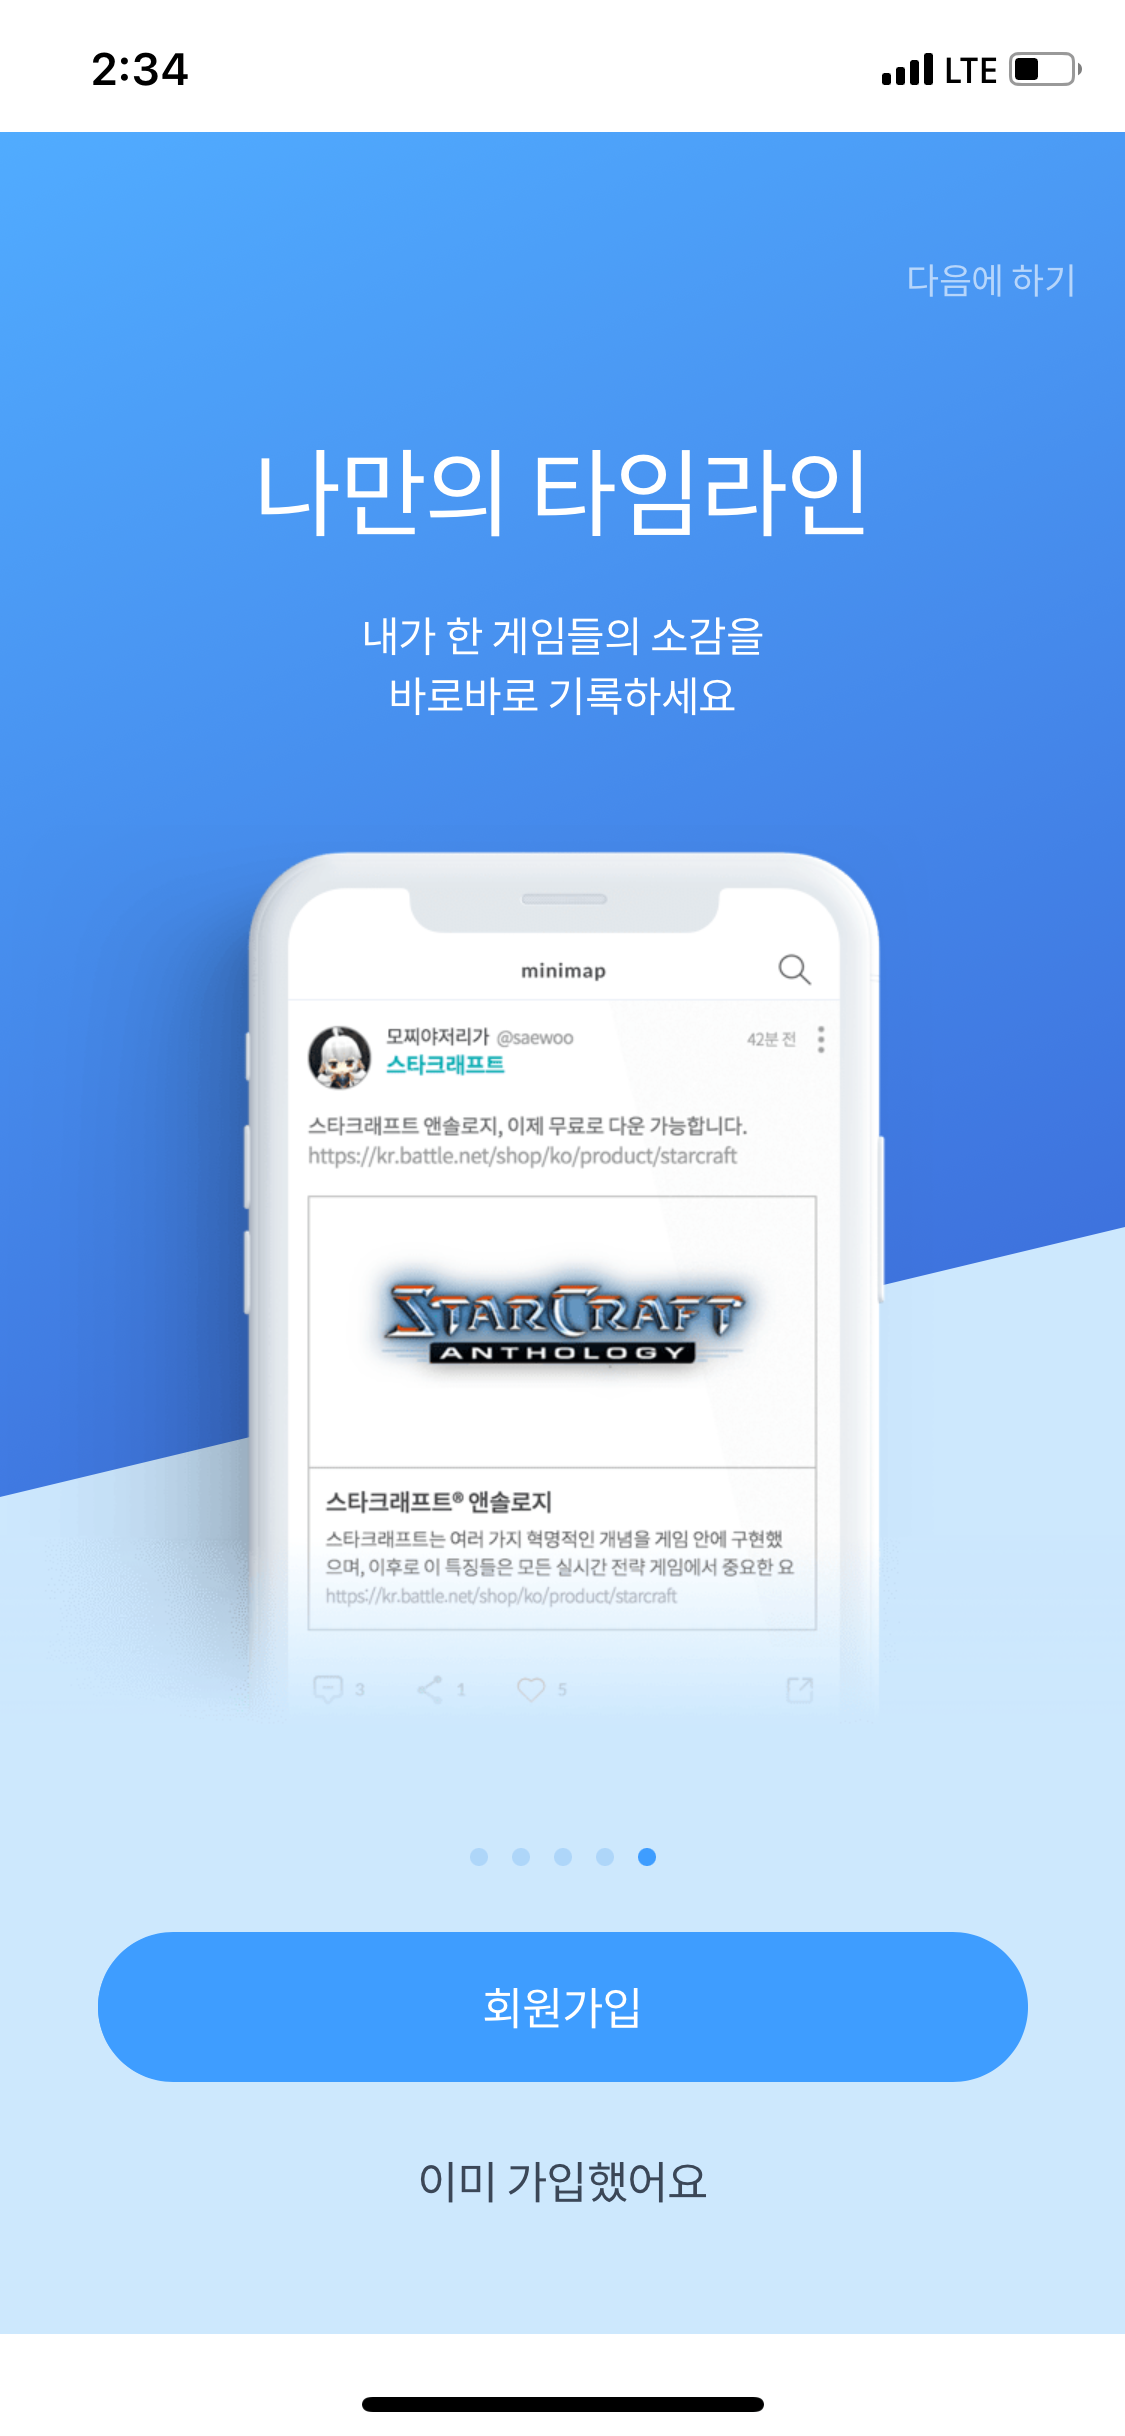 2:34
LTE
다음에 하기
나만의 타임라인
내가 한 게임들의 소감을
바로바로 기록하세요
minimap
모찌야저리가 @saewoo
42분 전
스타크래프트
스타크래프트 앤솔로지, 이제 무료로 다운 가능합니다.
https://kr.battle.net/shop/ko/product/starcraft
STARCRAFT
ANTHOLOGY
스타크래프트® 앤솔로지
스타크래프트는 여러 가지 혁명적인 개념을 게임 안에 구현했
으며, 이후로 이 특징들은 모든 실시간 전략 게임에서 중요한 요
https://kr.battle.net/shop/ko/product/starcraft
3
1
5
회원가입
이미 가입했어요